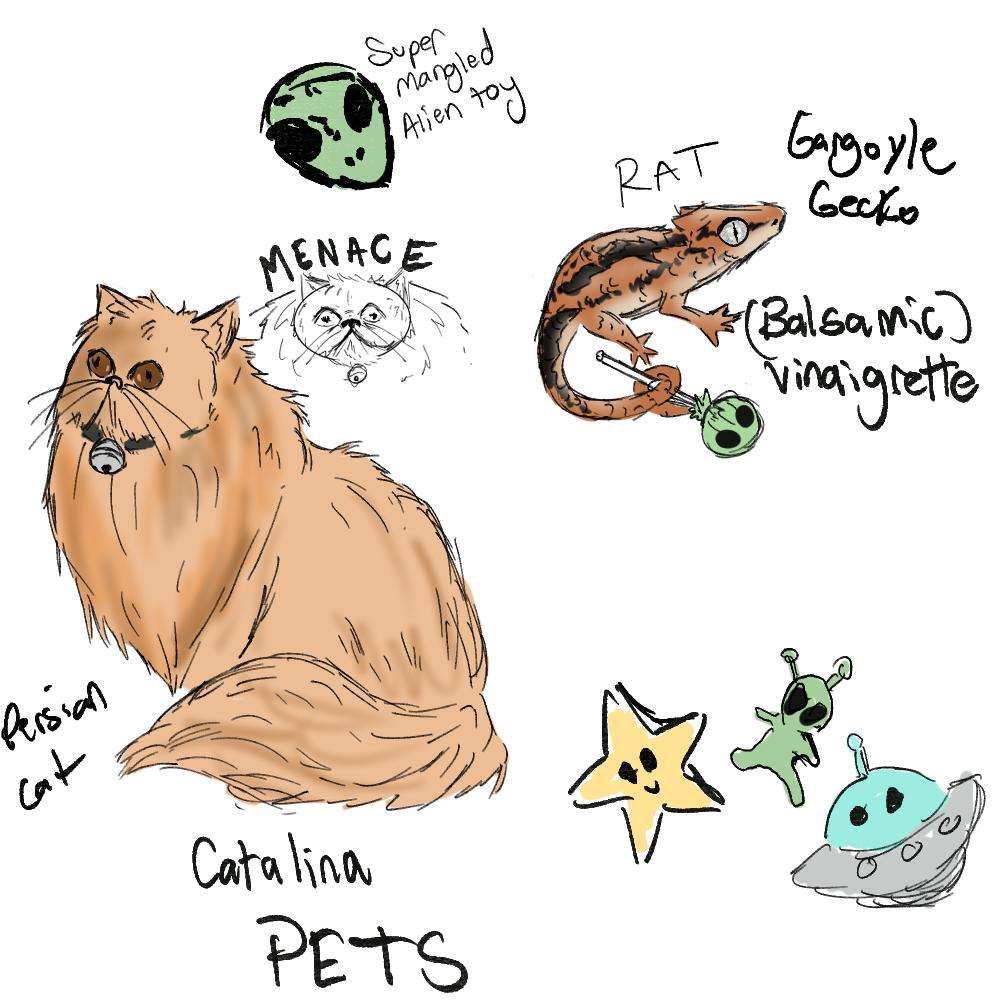 Super
mangled
Alien toy
RAT
Gargoyle
Gecko
MENACE
(Balsamic)
vinaigrette
Persian
cat
Catalina
PETS